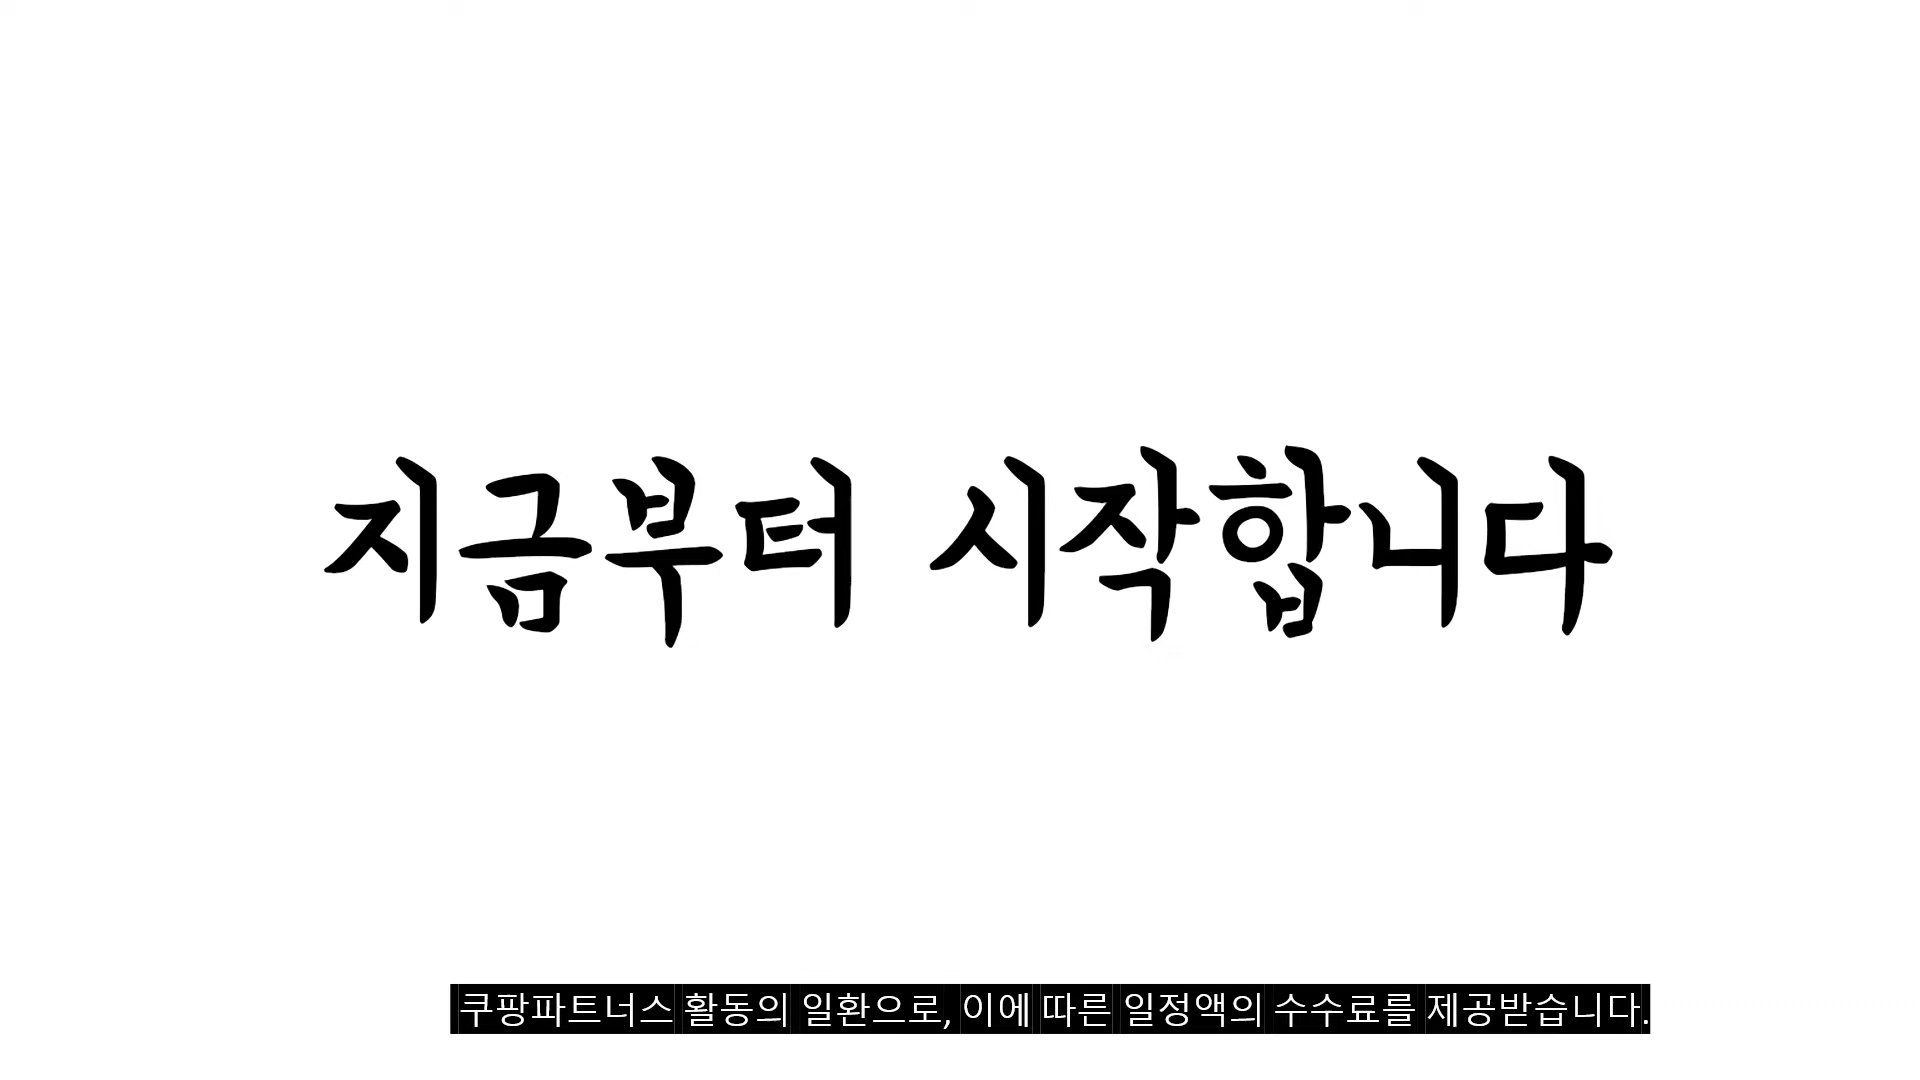 지금부터 시작합니다
쿠팡파트너스 활동의 일환으로, 이에 따른 일정액의 수수료를 제공받습니다.